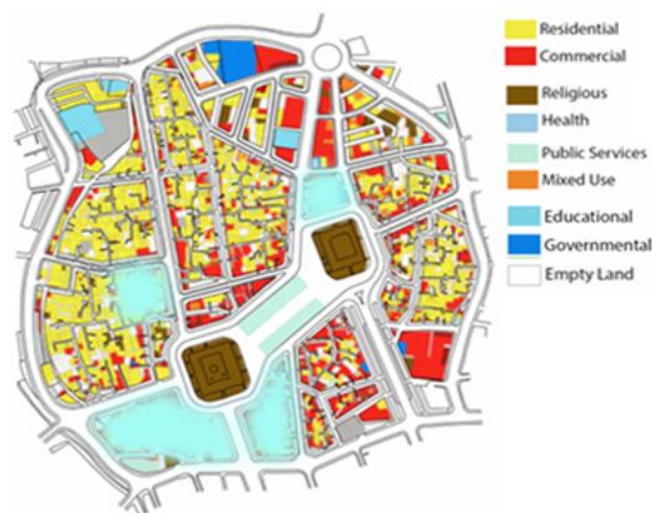 Residential
Commercial
Religious
Health
Public Services
Mixed Use
Educational
Governmental
Empty Land